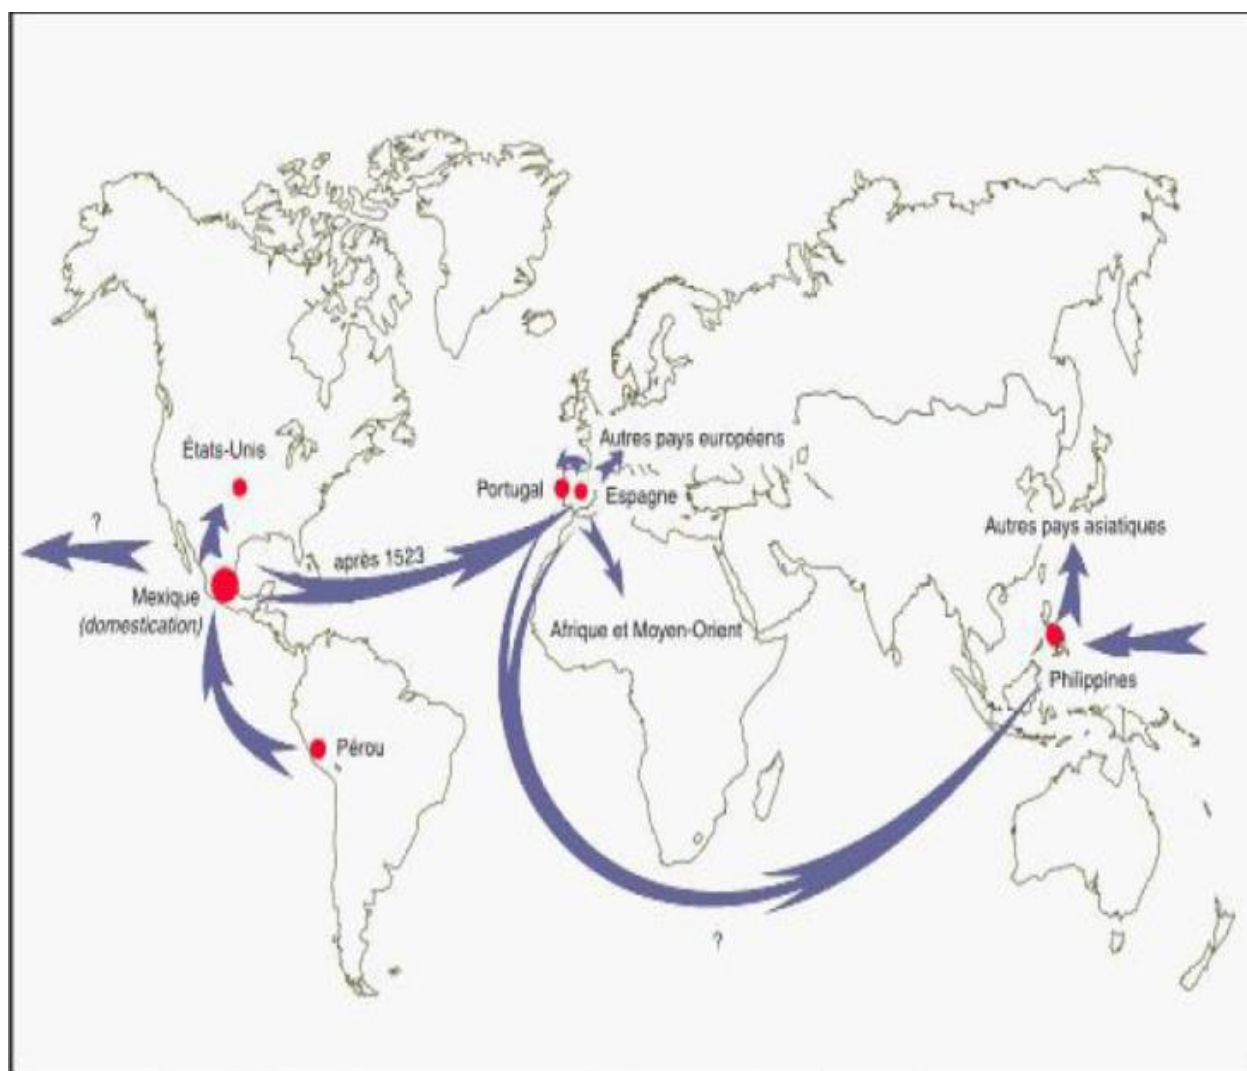 Autres pays européens
États-Unis
Portugal
Espagne
?
Autres pays asiatiques
après 1523
Mexique
(domestication)
Afrique et Moyen-Orient
Philippines
Pérou
?